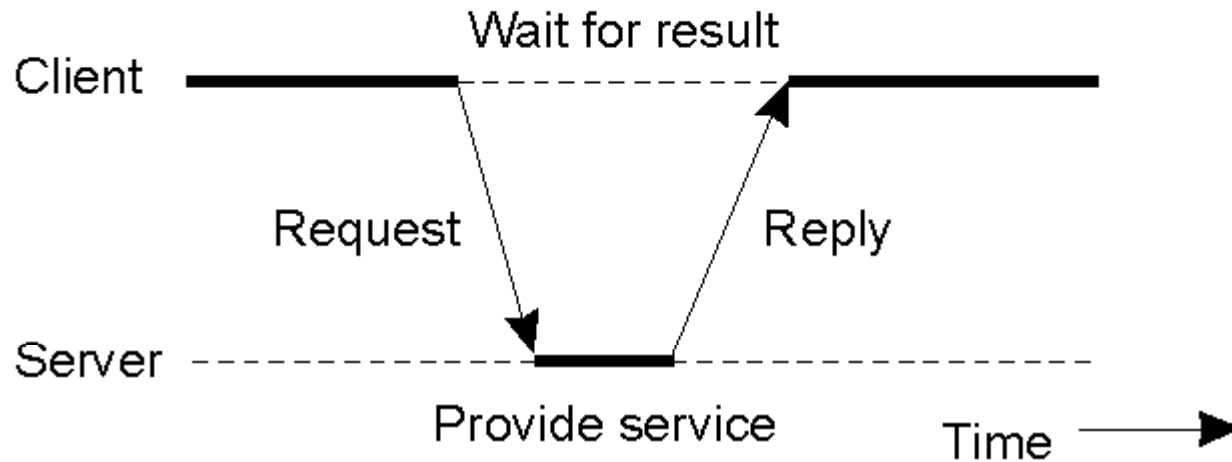 Wait for result
Client
Request
Reply
Server
Provide service
Time